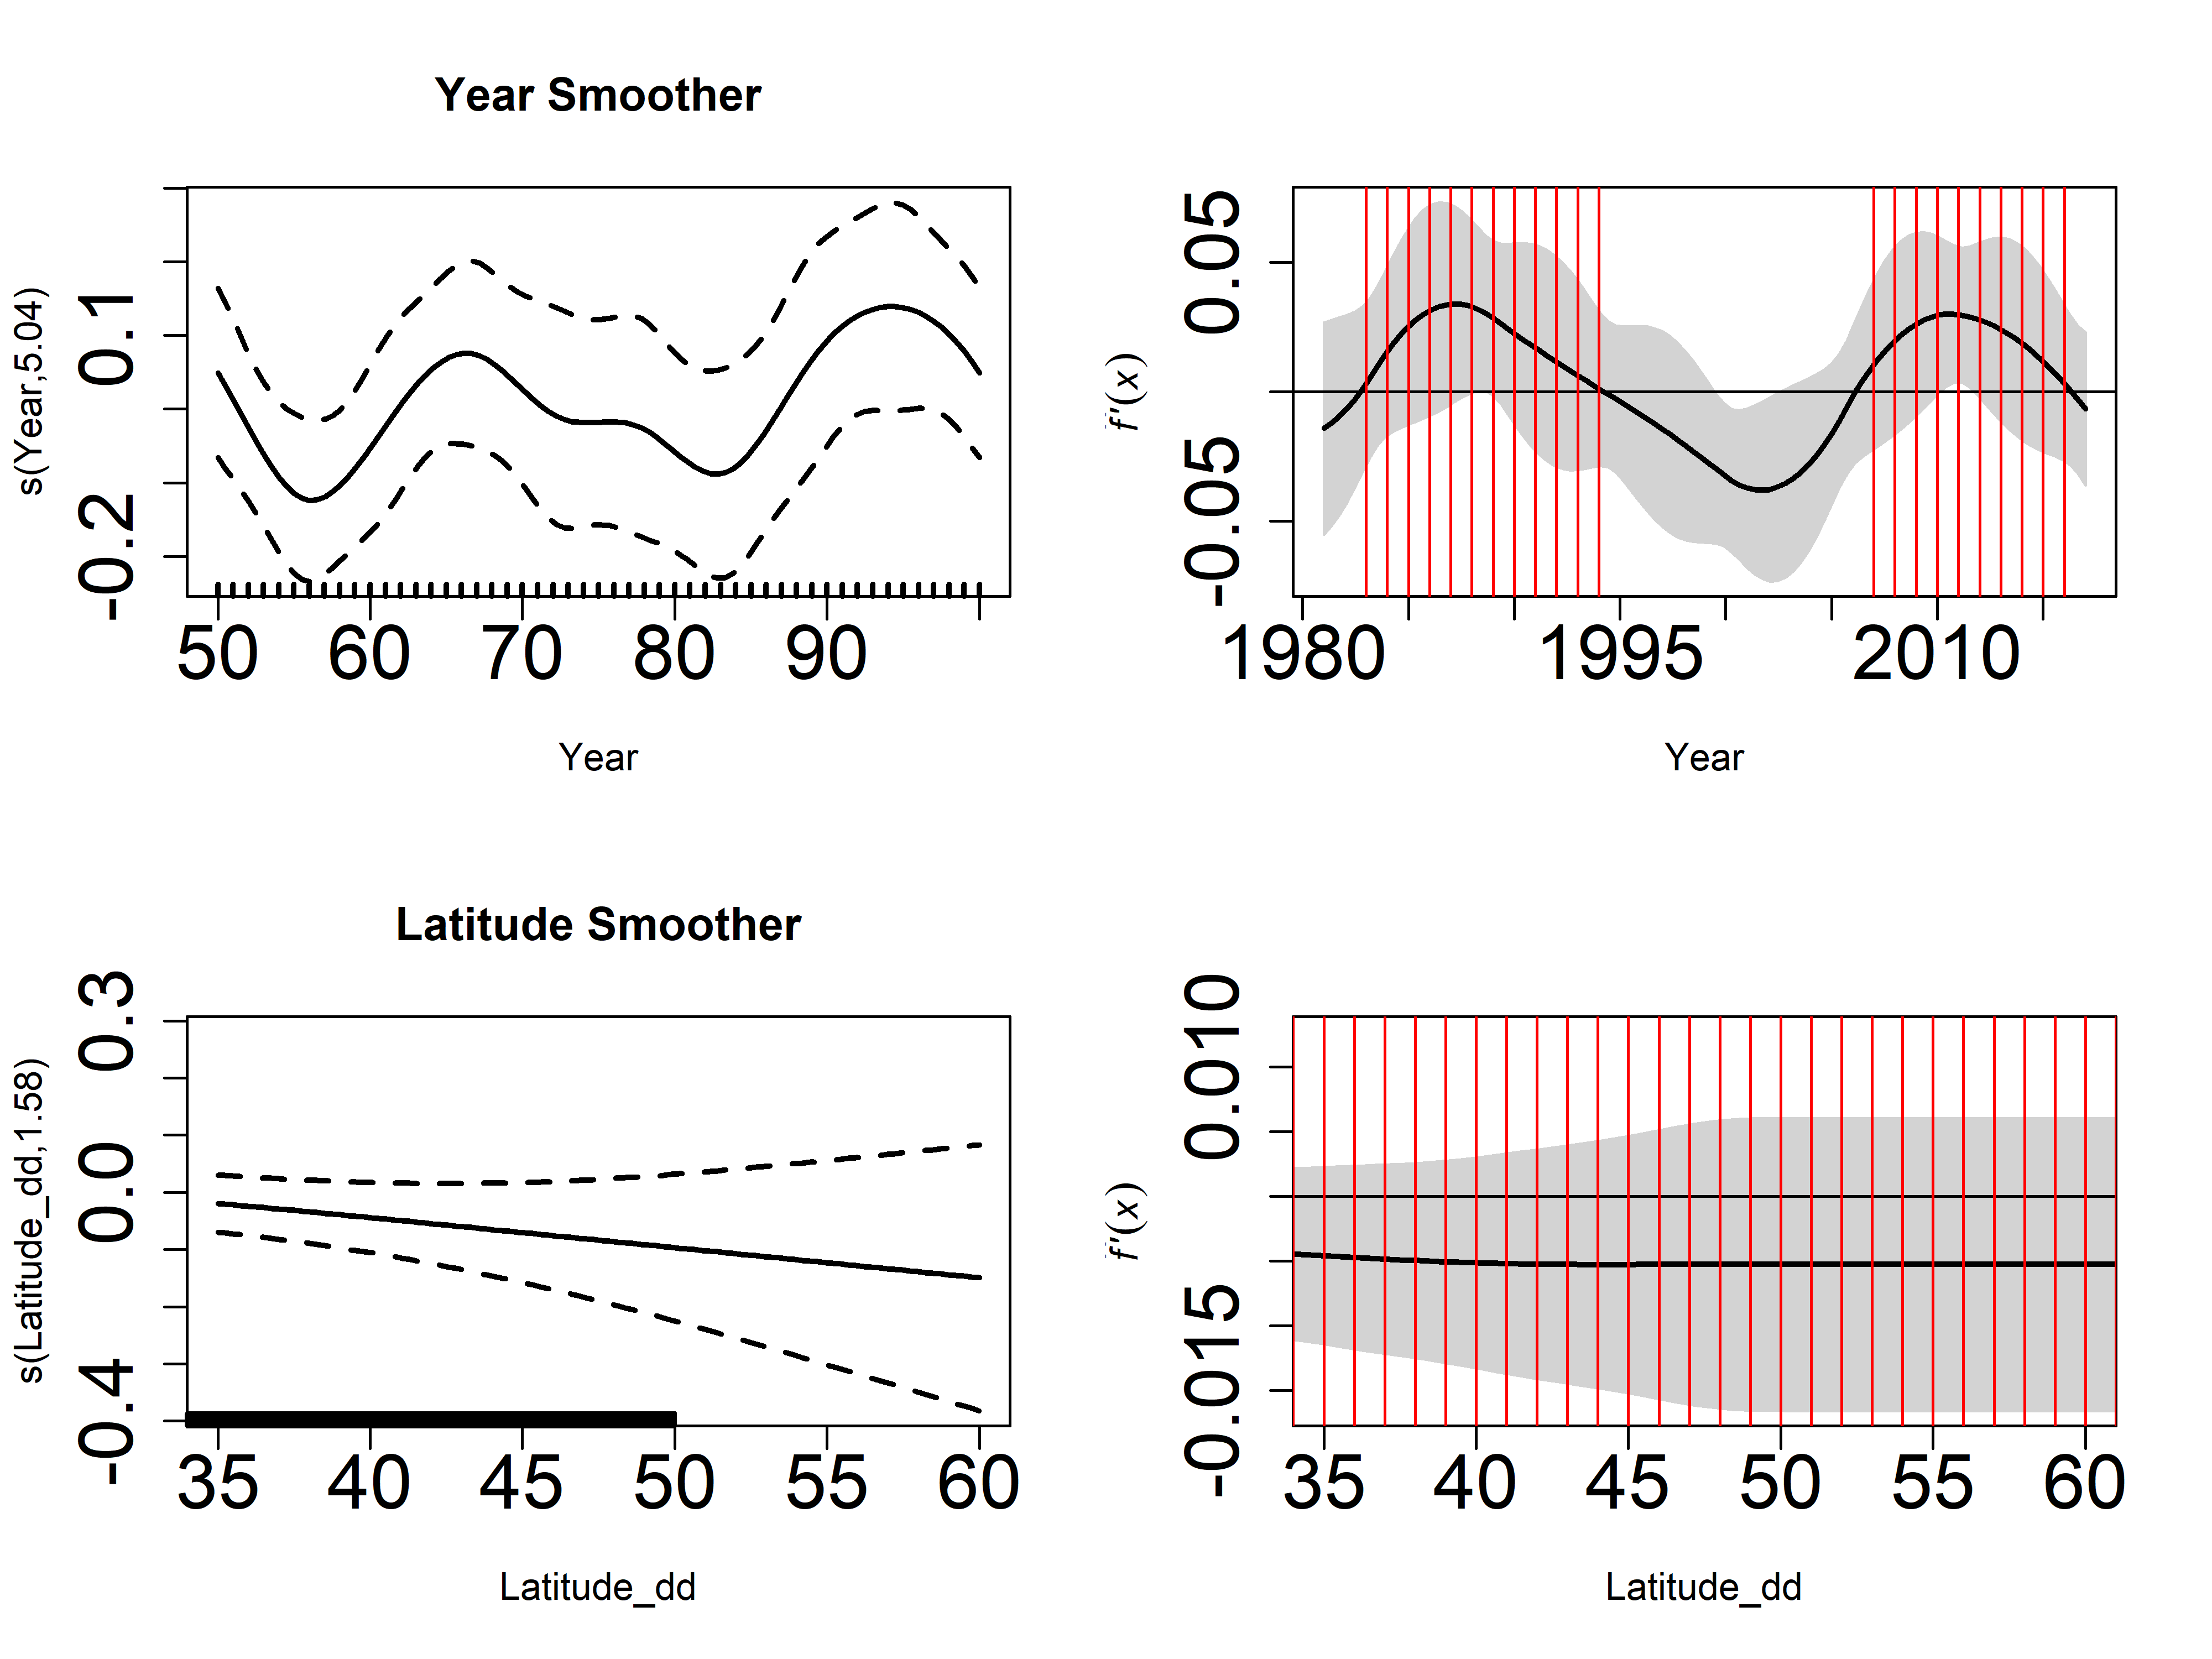 Year Smoother
s(Year,5.04)
-0.2 0.1
50 60 70 80 90
Year
f'(x)
-0.05 0.05
1980 1995 2010
Year
Latitude Smoother
s(Latitude_dd,1.58)
-0.4 0.0 0.3
35 40 45 50 55 60
Latitude_dd
f'(x)
-0.015 0.010
35 40 45 50 55 60
Latitude_dd